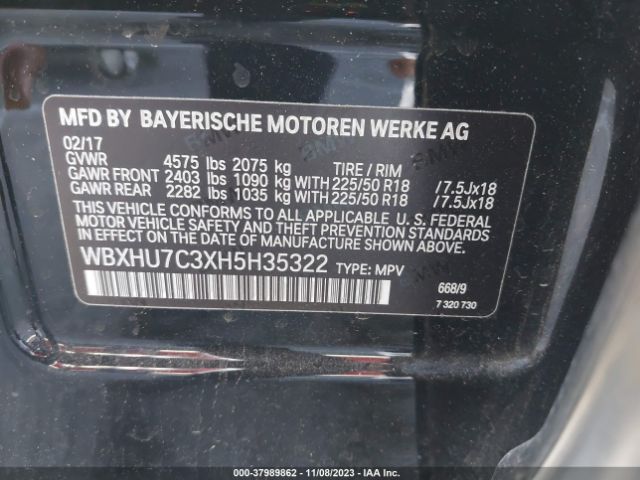 MFD BY BAYERISCHE MOTOREN WERKE AG
02/17
GVWR 4575 lbs 2075 kg TIRE / RIM
GAWR FRONT 2403 lbs 1090 kg WITH 225/50 R18 /7.5Jx18
GAWR REAR 2282 lbs 1035 kg WITH 225/50 R18 /7.5Jx18
THIS VEHICLE CONFORMS TO ALL APPLICABLE U. S. FEDERAL
MOTOR VEHICLE SAFETY AND THEFT PREVENTION STANDARDS
IN EFFECT ON THE DATE OF MANUFACTURE SHOWN ABOVE.
WBXHU7C3XH5H35322 TYPE: MPV
668/9
7 320 730
000-37989862 - 11/08/2023 - IAA Inc.